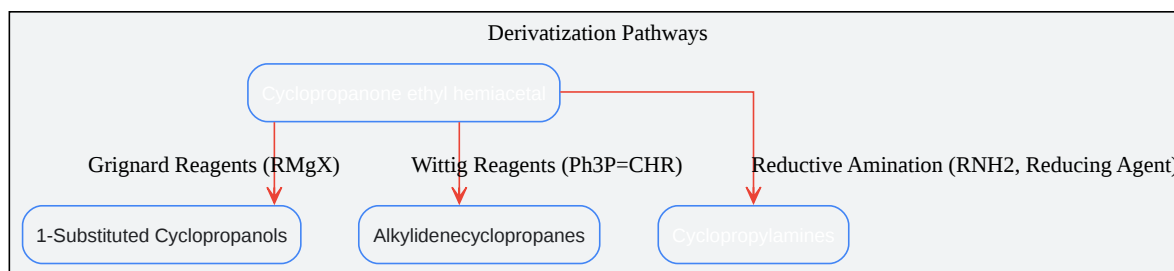 Derivatization Pathways
Cyclopropanone ethyl hemiacetal
Grignard Reagents (RMgX)
Wittig Reagents (Ph3P=CHR)
Reductive Amination (RNH2, Reducing Agent)
1-Substituted Cyclopropanols
Alkylidenecyclopropanes
Cyclopropylamines